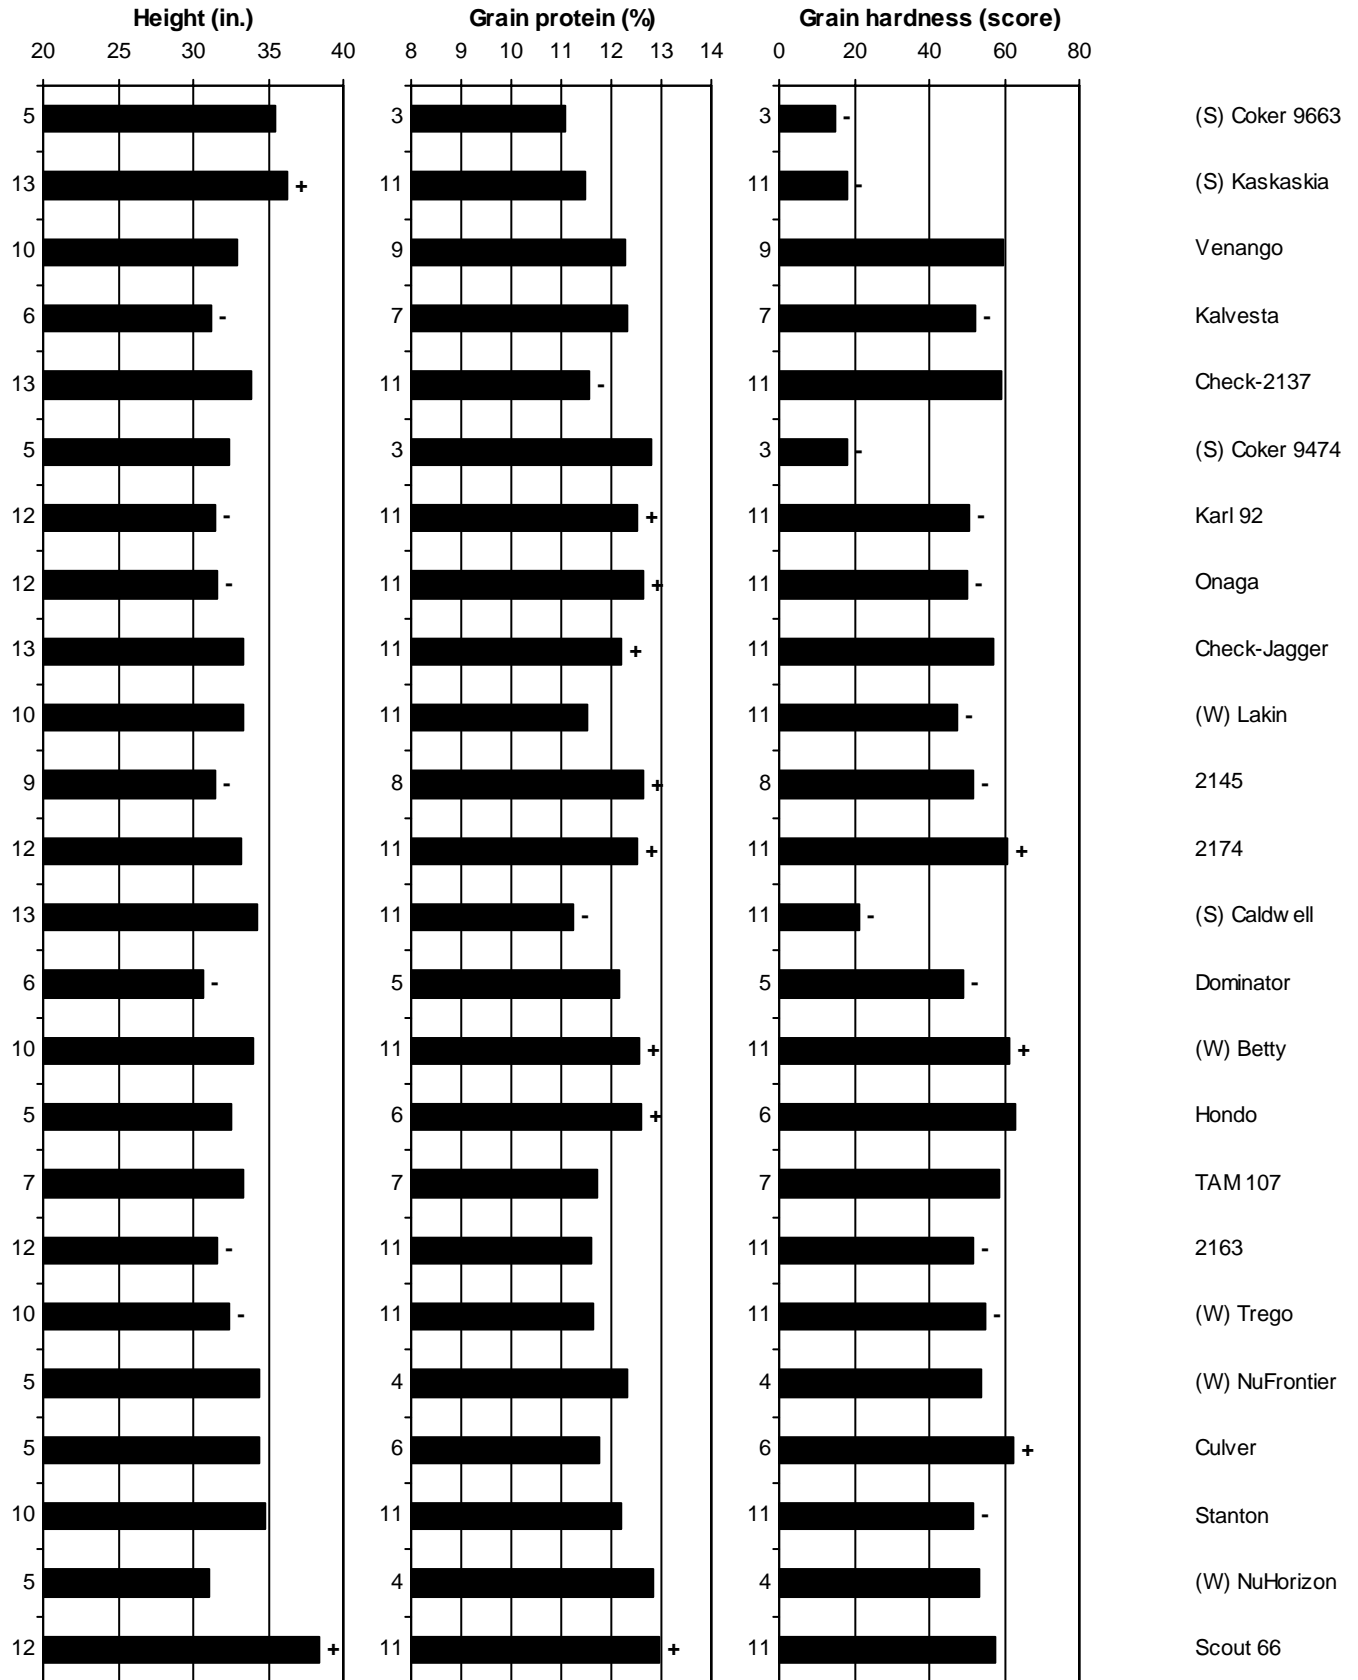 Height (in.) Grain protein (%) Grain hardness (score)
20 25 30 35 40 8 9 10 11 12 13 14 0 20 40 60 80
5 3 3 - (S) Coker 9663
13 + 11 11 - (S) Kaskaskia
10 9 9 Venango
6 - 7 7 - Kalvesta
13 11 - 11 Check-2137
5 3 3 - (S) Coker 9474
12 - 11 + 11 - Karl 92
12 - 11 + 11 - Onaga
13 11 + 11 Check-Jagger
10 11 11 - (W) Lakin
9 - 8 + 8 - 2145
12 11 + 11 + 2174
13 11 - 11 - (S) Caldwell
6 - 5 5 - Dominator
10 11 + 11 + (W) Betty
5 6 + 6 Hondo
7 7 7 TAM 107
12 - 11 11 - 2163
10 - 11 11 - (W) Trego
5 4 4 (W) NuFrontier
5 6 6 + Culver
10 11 11 - Stanton
5 4 4 (W) NuHorizon
12 + 11 + 11 Scout 66